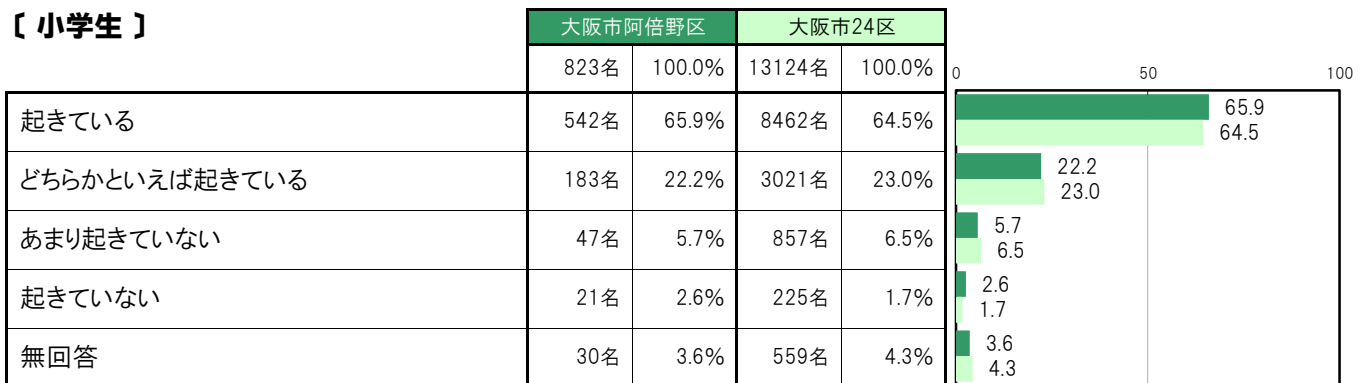 〔 小学生 〕
大阪市阿倍野区 大阪市24区
823名 100.0% 13124名 100.0%
0 50 100
起きている 542名 65.9% 8462名 64.5%
65.9
64.5
どちらかといえば起きている 183名 22.2% 3021名 23.0%
22.2
23.0
あまり起きていない 47名 5.7% 857名 6.5%
5.7
6.5
起きていない 21名 2.6% 225名 1.7%
2.6
1.7
無回答 30名 3.6% 559名 4.3%
3.6
4.3